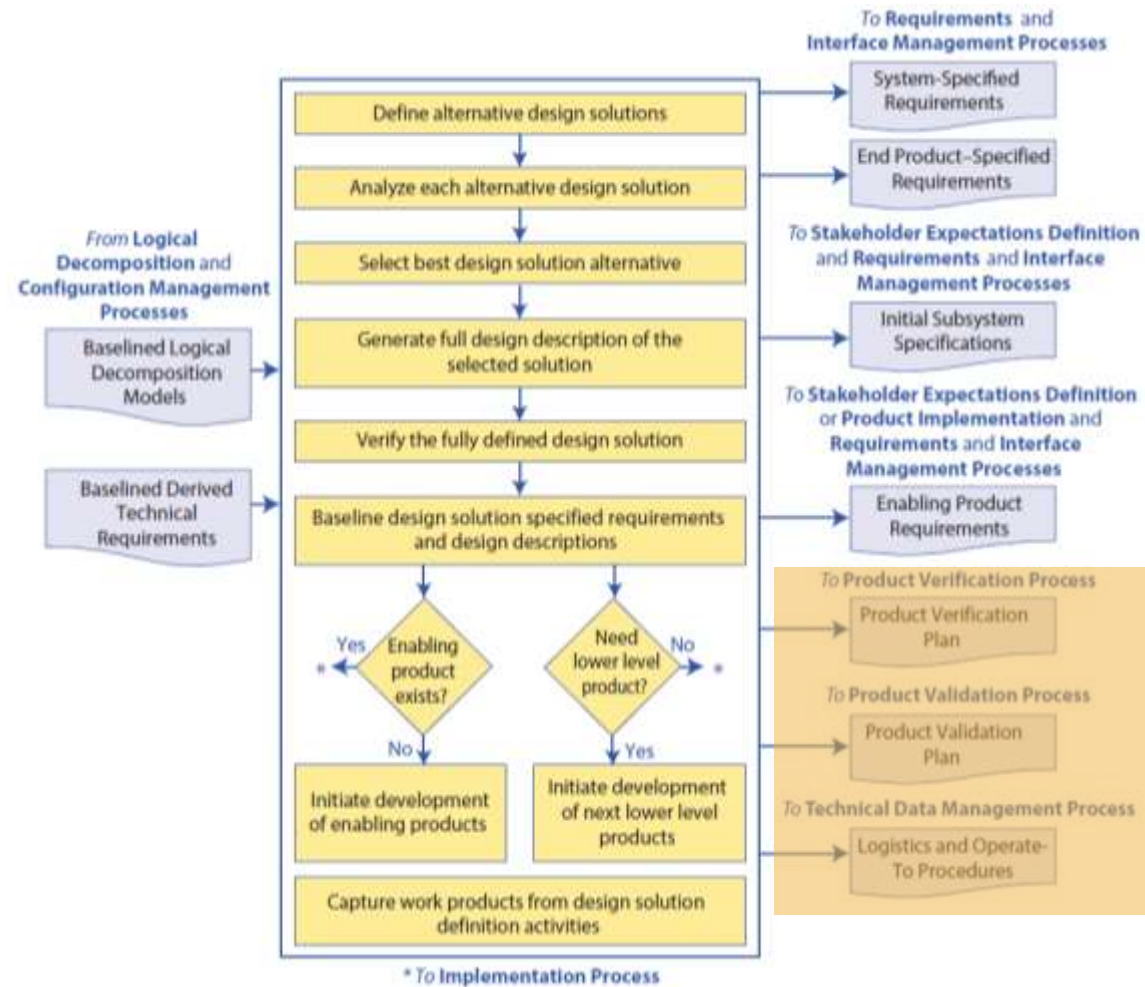 To Requirements and
Interface Management Processes
System-Specified
Requirements
Define alternative design solutions
End Product–Specified
Requirements
Analyze each alternative design solution
From Logical
Decomposition and
Configuration Management
Processes
To Stakeholder Expectations Definition
and Requirements and Interface
Management Processes
Select best design solution alternative
Baselined Logical
Decomposition
Models
Generate full design description of the
selected solution
Initial Subsystem
Specifications
To Stakeholder Expectations Definition
or Product Implementation and
Requirements and Interface
Management Processes
Verify the fully defined design solution
Baselined Derived
Technical
Requirements
Baseline design solution specified requirements
and design descriptions
Enabling Product
Requirements
To Product Verification Process
Product Verification
Plan
Yes
*
Enabling
product
exists?
Need
lower level
product?
No
*
To Product Validation Process
Product Validation
Plan
No
Yes
Initiate development
of enabling products
Initiate development
of next lower level
products
To Technical Data Management Process
Logistics and Operate-
To Procedures
Capture work products from design solution
definition activities
* To Implementation Process